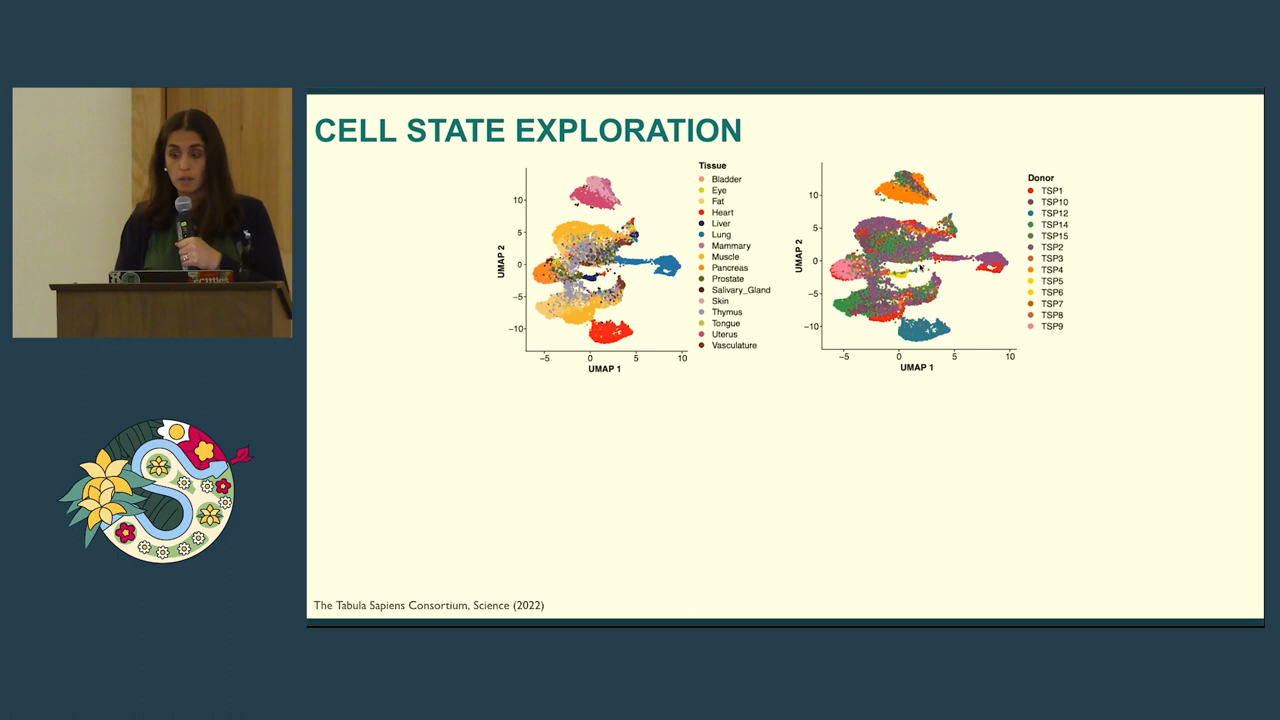 CELL STATE EXPLORATION
UMAP 2
10
5
0
−5
−10
−5
0
5
10
UMAP 1
Tissue
Bladder
Eye
Fat
Heart
Liver
Lung
Mammary
Muscle
Pancreas
Prostate
Salivary_Gland
Skin
Thymus
Tongue
Uterus
Vasculature
UMAP 2
10
5
0
−5
−10
−5
0
5
10
UMAP 1
Donor
TSP1
TSP10
TSP12
TSP14
TSP15
TSP2
TSP3
TSP4
TSP5
TSP6
TSP7
TSP8
TSP9
The Tabula Sapiens Consortium, Science (2022)